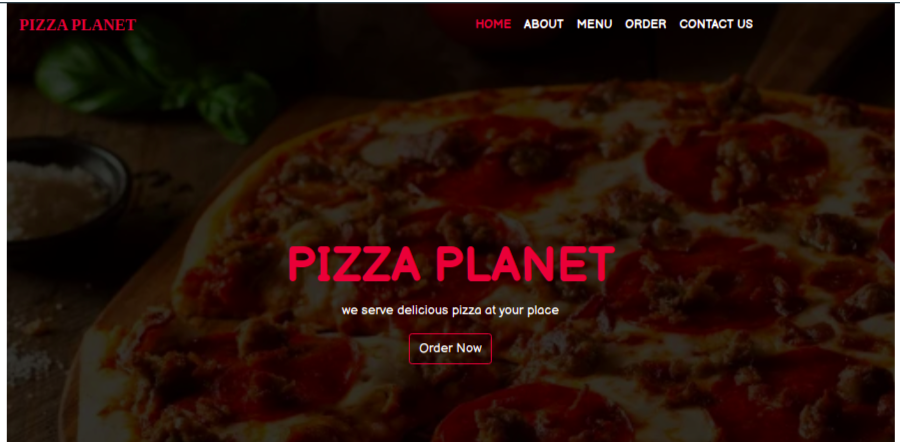 PIZZA PLANET
HOME ABOUT MENU ORDER CONTACT US
PIZZA PLANET
we serve delicious pizza at your place
Order Now